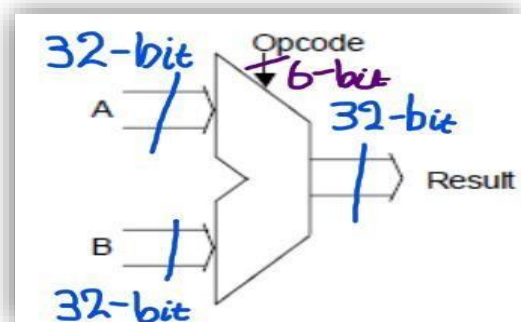 32-bit
Opcode
6-bit
A
32-bit
Result
B
32-bit